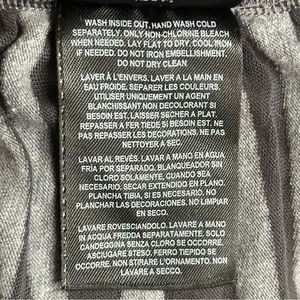 WASH INSIDE OUT. HAND WASH COLD
SEPARATELY. ONLY NON-CHLORINE BLEACH
WHEN NEEDED. LAY FLAT TO DRY. COOL IRON
IF NEEDED. DO NOT IRON EMBELLISHMENT
DO NOT DRY CLEAN
LAVER À L'ENVERS. LAVER A LA MAIN EN
EAU FROIDE. SEPARER LES COULEURS.
UTILISER UNIQUEMENT UN AGENT
BLANCHISSANT NON DECOLORANT SI
BESOIN EST. LAISSER SECHER A PLAT.
REPASSER A FER TIEDE SI BESOIN EST. NE
PAS REPASSER LES DECORATIONS. NE PAS
NETTOYER A SEC.
LAVAR AL REVÉS. LAVAR A MANO EN AGUA
FRÍA POR SEPARADO. BLANQUEADOR SIN
CLORO SOLAMENTE, CUANDO SEA
NECESARIO. SECAR EXTENDIDO EN PLANO.
PLANCHA TIBIA, SI ES NECESARIO, NO
PLANCHAR LAS DECORACIONES. NO LIMPIAR
EN SECO.
LAVARE ROVESCIANDOLO. LAVARE A MANO
IN ACQUA FREDDA SEPARATAMENTE. SOLO
CANDEGGINA SENZA CLORO SE OCCORRE.
ASCIUGARE STESO, FERRO TIEPIDO SE
OCCORRE. NON STIRARE L'ORNAMENTO. NON
LAVARE A SECCO.